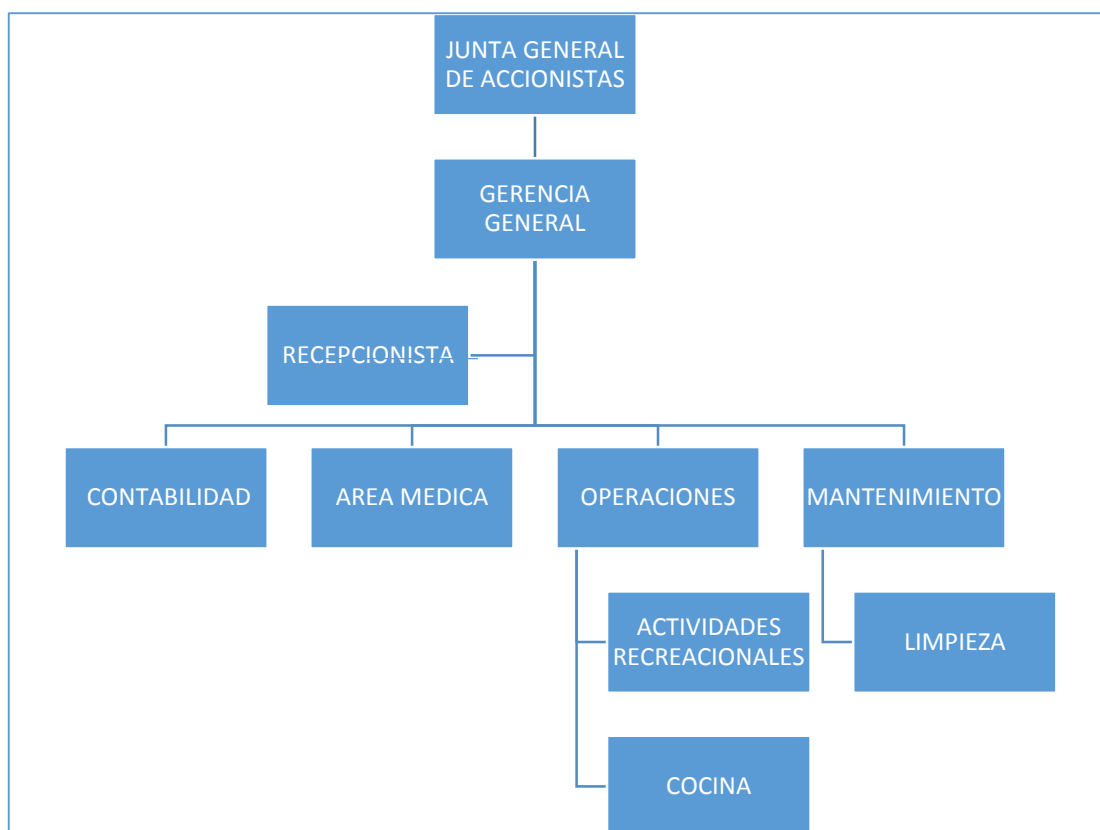 JUNTA GENERAL
DE ACCIONISTAS
GERENCIA
GENERAL
RECEPCIONISTA
CONTABILIDAD
AREA MEDICA
OPERACIONES
MANTENIMIENTO
ACTIVIDADES
RECREACIONALES
LIMPIEZA
COCINA